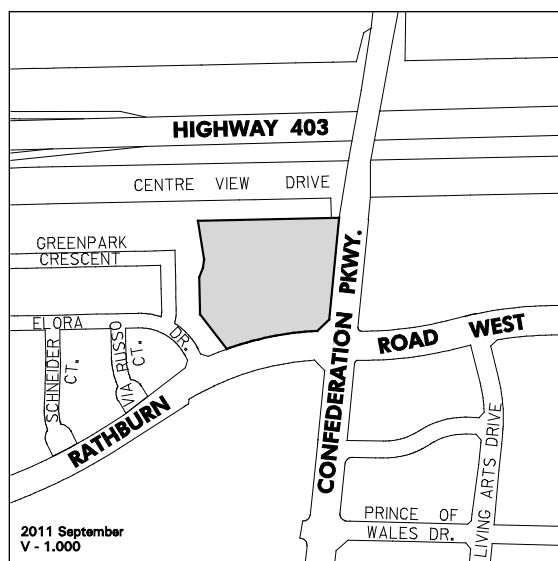 HIGHWAY 403
CENTRE VIEW DRIVE
GREENPARK
CRESCENT
CONFEDERATION PKWY.
ELORA
DR.
SCHNEIDER
CT.
VIA RUSSO
CT.
RATHBURN
ROAD WEST
LIVING ARTS DRIVE
PRINCE OF
WALES DR.
2011 September
V - 1.000